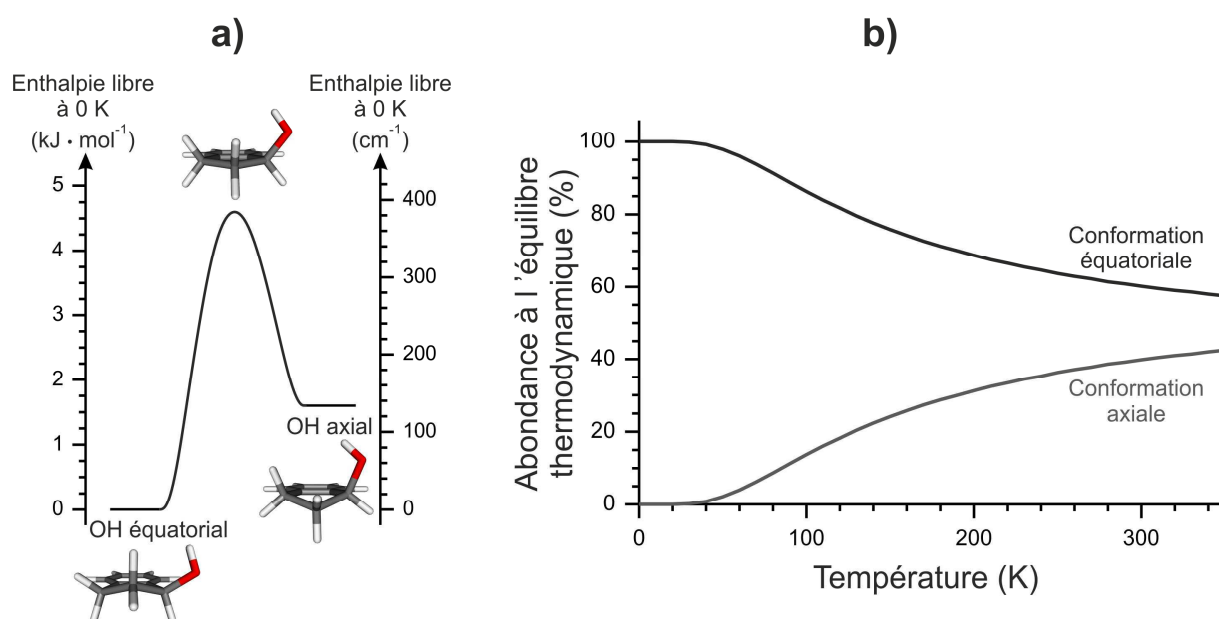 a)
Enthalpie libre
à 0 K
(kJ · mol⁻¹)
Enthalpie libre
à 0 K
(cm⁻¹)
5
4
3
2
1
0
400
300
200
100
0
OH axial
OH équatorial
b)
Abondance à l 'équilibre
thermodynamique (%)
100
80
60
40
20
0
Conformation
équatoriale
Conformation
axiale
0
100
200
300
Température (K)